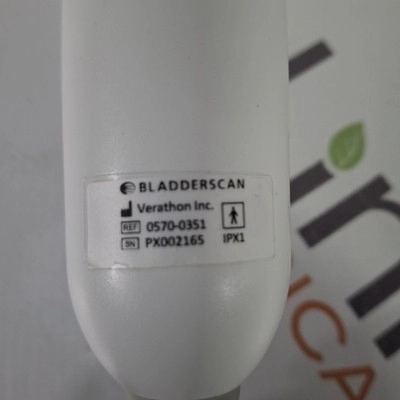 BLADDERSCAN
Verathon Inc.
REF 0570-0351
SN PX002165
IPX1